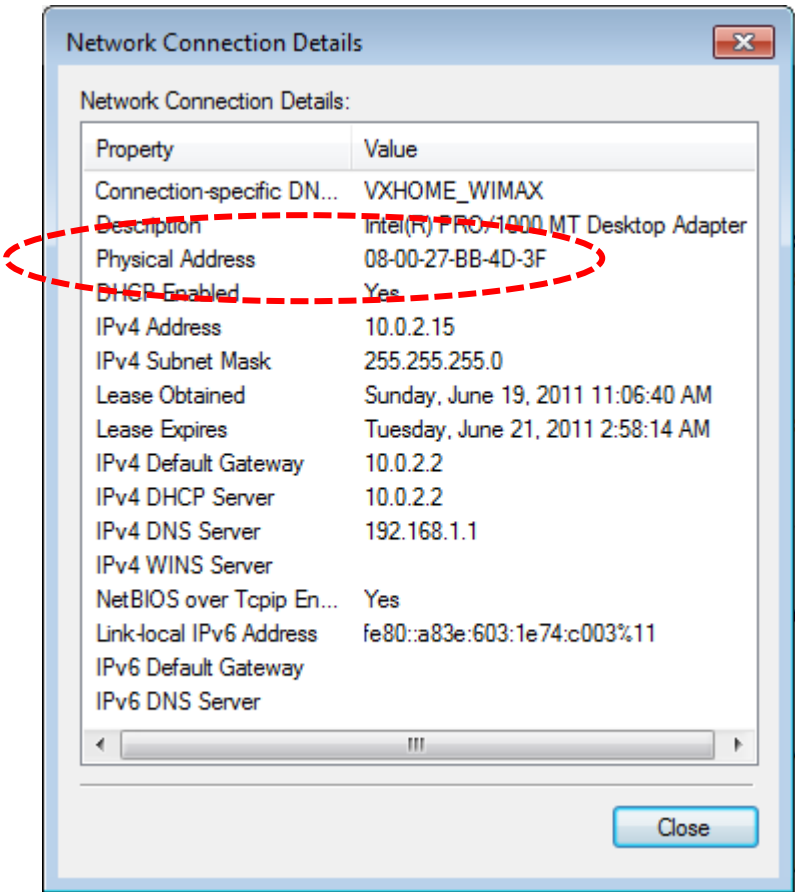 Network Connection Details
Network Connection Details:
Property Value
Connection-specific DN... VXHOME_WIMAX
Description Intel(R) PRO/1000 MT Desktop Adapter
Physical Address 08-00-27-BB-4D-3F
DHCP Enabled Yes
IPv4 Address 10.0.2.15
IPv4 Subnet Mask 255.255.255.0
Lease Obtained Sunday, June 19, 2011 11:06:40 AM
Lease Expires Tuesday, June 21, 2011 2:58:14 AM
IPv4 Default Gateway 10.0.2.2
IPv4 DHCP Server 10.0.2.2
IPv4 DNS Server 192.168.1.1
IPv4 WINS Server
NetBIOS over Tcpip En... Yes
Link-local IPv6 Address fe80::a83e:603:1e74:c003%11
IPv6 Default Gateway
IPv6 DNS Server
Close